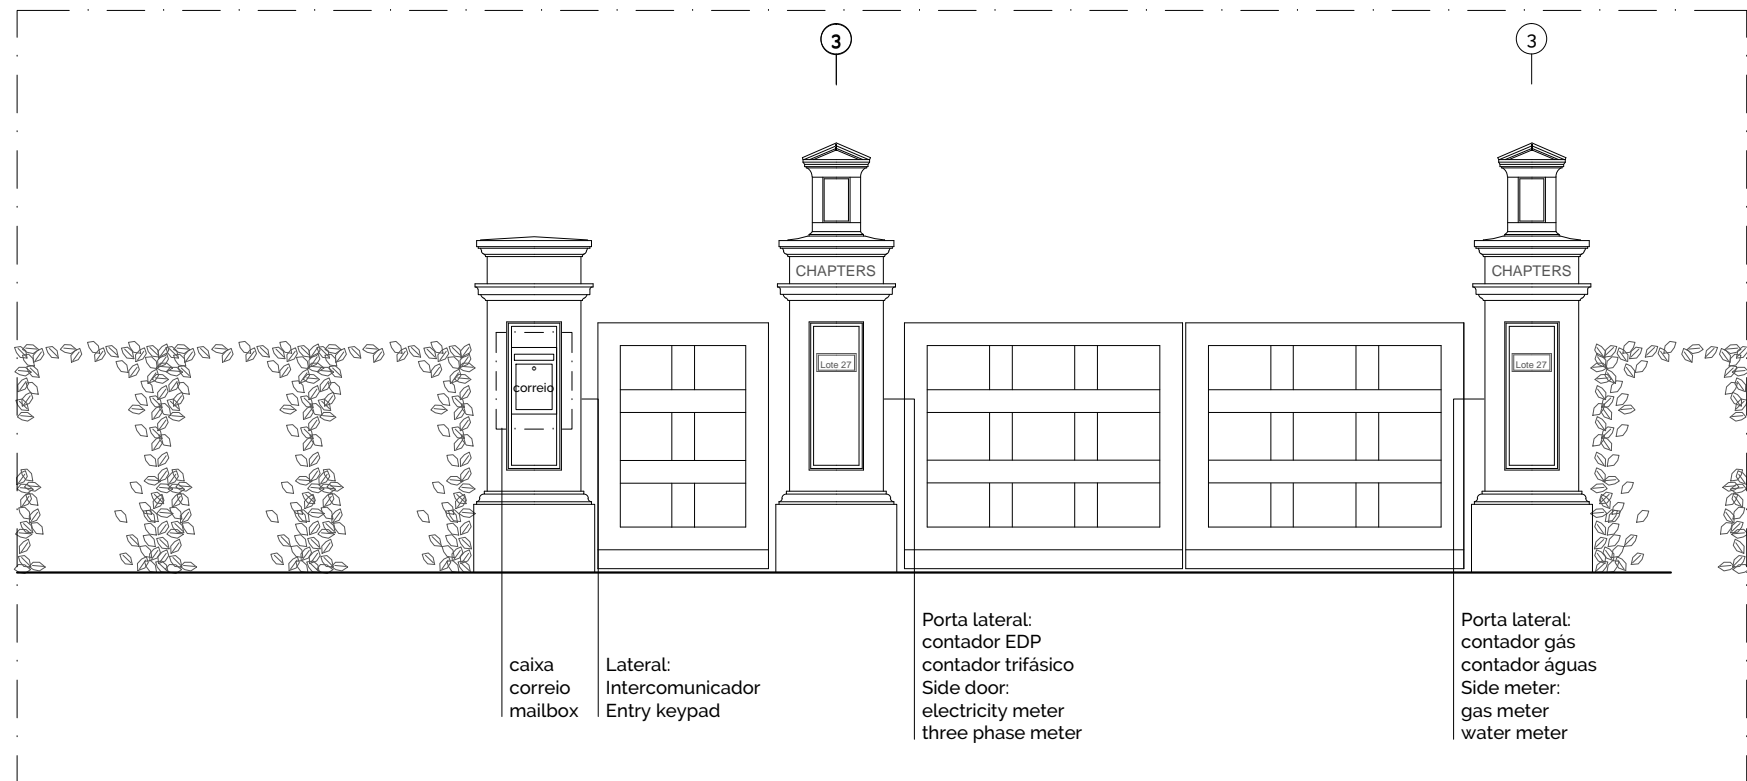 3
3
CHAPTERS
CHAPTERS
Lote 27
Lote 27
correio
caixa
correio
mailbox
Lateral:
Intercomunicador
Entry keypad
Porta lateral:
contador EDP
contador trifásico
Side door:
electricity meter
three phase meter
Porta lateral:
contador gás
contador águas
Side meter:
gas meter
water meter